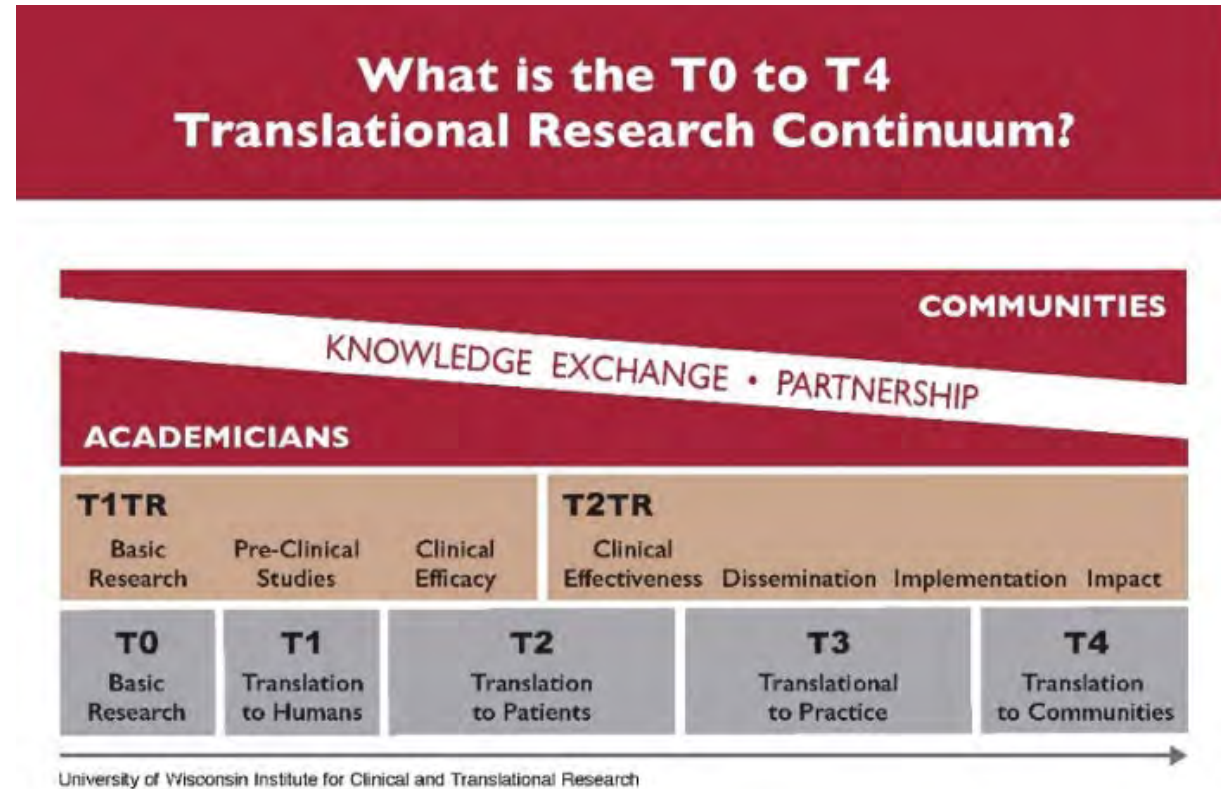 What is the T0 to T4
Translational Research Continuum?
COMMUNITIES
KNOWLEDGE EXCHANGE • PARTNERSHIP
ACADEMICIANS
T1TR
Basic
Research
Pre-Clinical
Studies
Clinical
Efficacy
T2TR
Clinical
Effectiveness
Dissemination
Implementation
Impact
T0
Basic
Research
T1
Translation
to Humans
T2
Translation
to Patients
T3
Translational
to Practice
T4
Translation
to Communities
University of Wisconsin Institute for Clinical and Translational Research